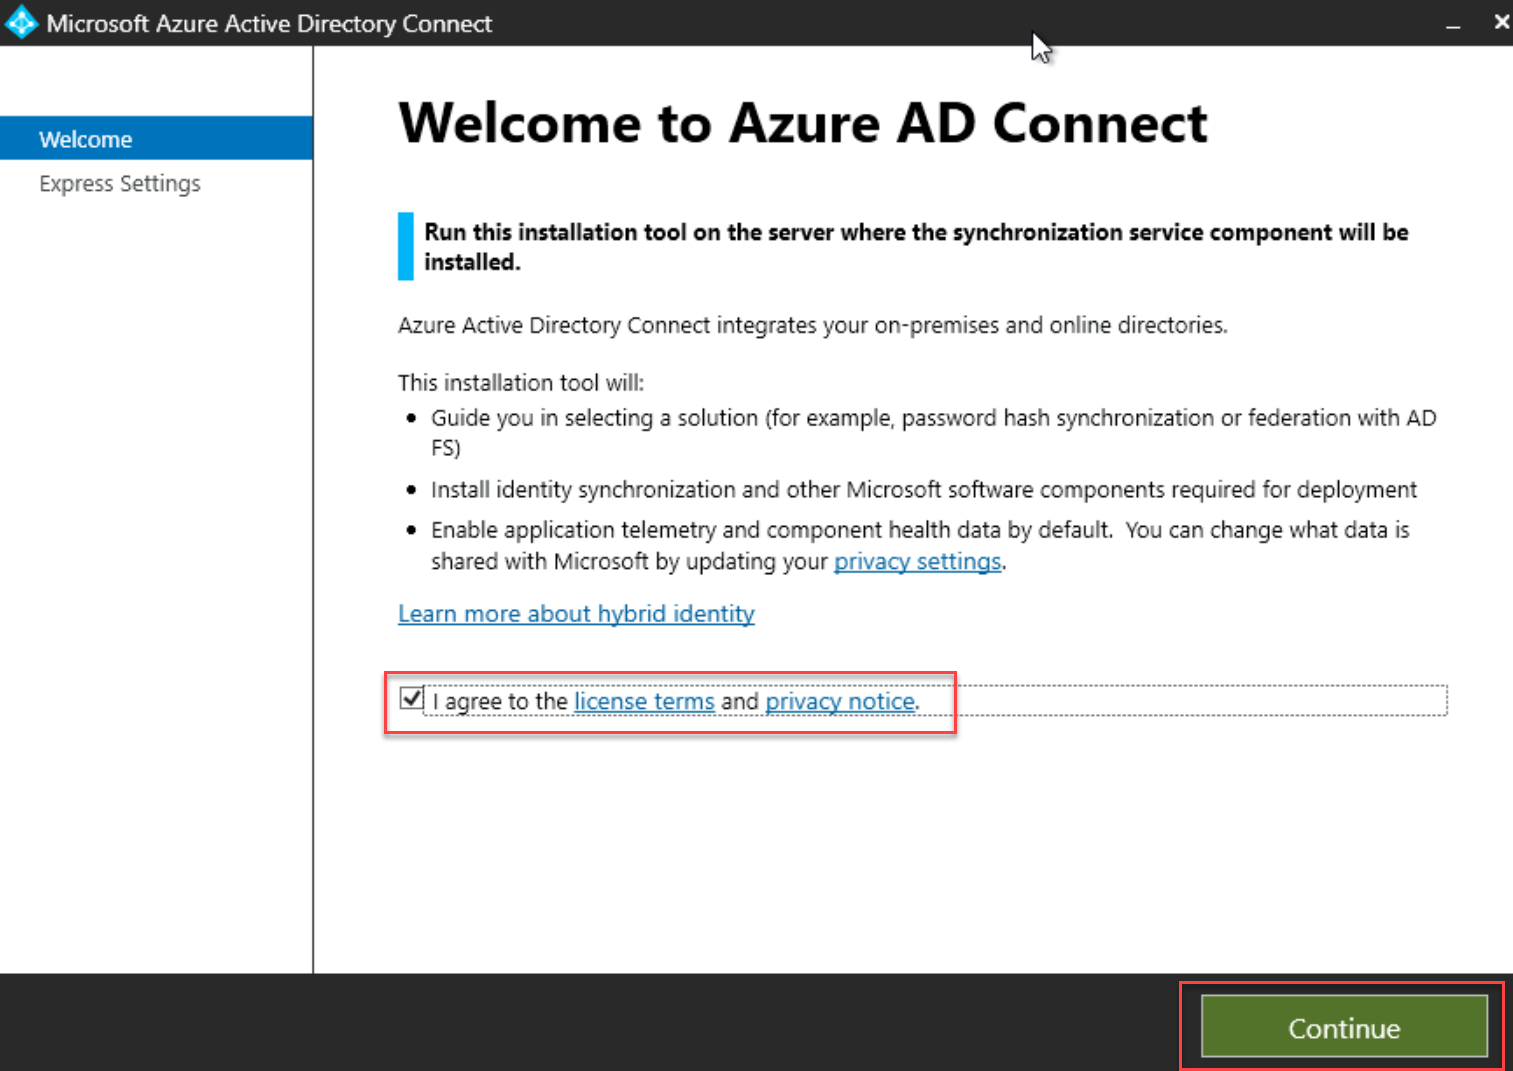 Microsoft Azure Active Directory Connect
Welcome
Express Settings
Welcome to Azure AD Connect
Run this installation tool on the server where the synchronization service component will be
installed.
Azure Active Directory Connect integrates your on-premises and online directories.
This installation tool will:
• Guide you in selecting a solution (for example, password hash synchronization or federation with AD
FS)
• Install identity synchronization and other Microsoft software components required for deployment
• Enable application telemetry and component health data by default.  You can change what data is
shared with Microsoft by updating your privacy settings.
Learn more about hybrid identity
I agree to the license terms and privacy notice.
Continue